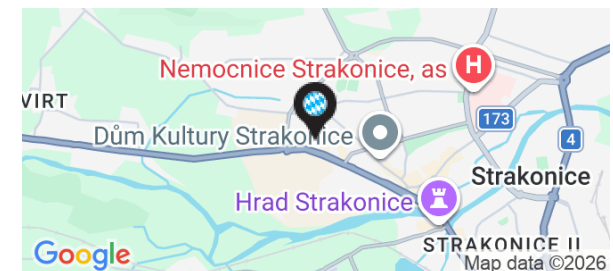 Nemocnice Strakonice, as
H
VIRT
173
Dům Kultury Strakonice
4
Strakonice
Hrad Strakonice
STRAKONICE II
Google
Map data ©2026